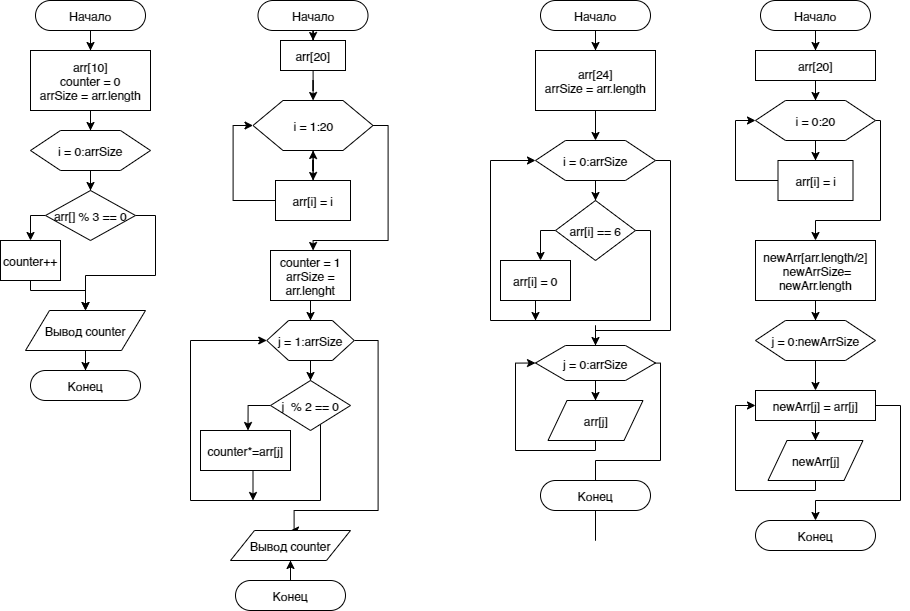 Начало
arr[10]
counter = 0
arrSize = arr.length
i = 0:arrSize
arr[] % 3 == 0
counter++
Вывод counter
Конец
Начало
arr[20]
i = 1:20
arr[i] = i
counter = 1
arrSize =
arr.lenght
j = 1:arrSize
j % 2 == 0
counter*=arr[j]
Вывод counter
Конец
Начало
arr[24]
arrSize = arr.length
i = 0:arrSize
arr[i] == 6
arr[i] = 0
j = 0:arrSize
arr[j]
Конец
Начало
arr[20]
i = 0:20
arr[i] = i
newArr[arr.length/2]
newArrSize=
newArr.length
j = 0:newArrSize
newArr[j] = arr[j]
newArr[j]
Конец